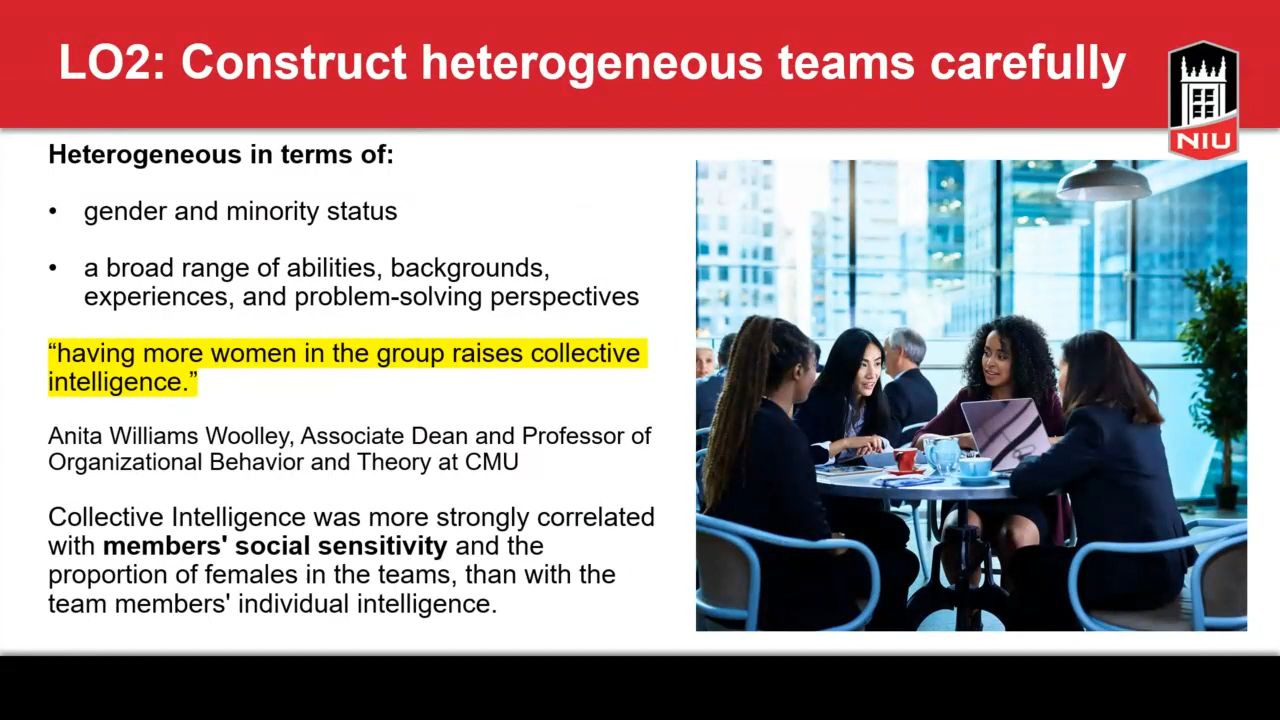 LO2: Construct heterogeneous teams carefully
NIU
Heterogeneous in terms of:
• gender and minority status
• a broad range of abilities, backgrounds,
experiences, and problem-solving perspectives
“having more women in the group raises collective
intelligence.”
Anita Williams Woolley, Associate Dean and Professor of
Organizational Behavior and Theory at CMU
Collective Intelligence was more strongly correlated
with members' social sensitivity and the
proportion of females in the teams, than with the
team members' individual intelligence.